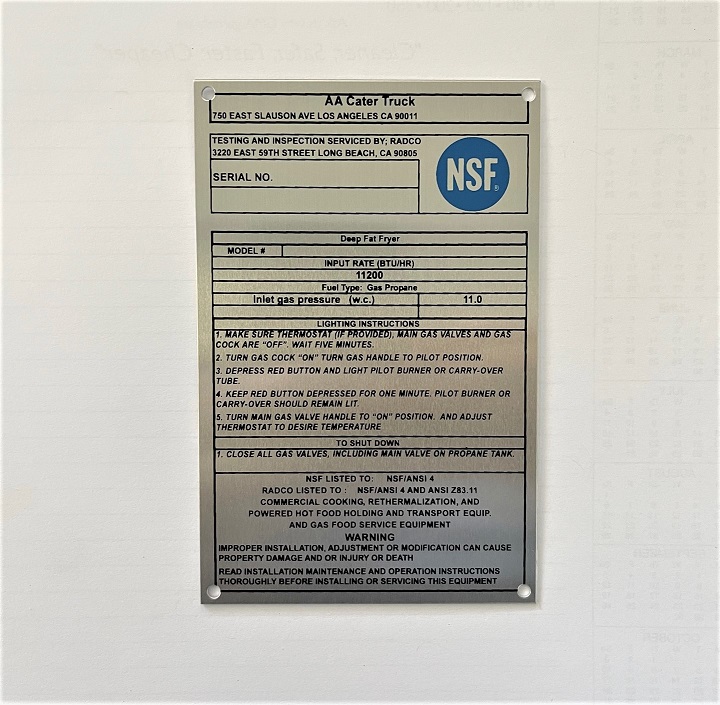 "Cleaner, Safer, Faster, Cheaper"
AA Cater Truck
750 EAST SLAUSON AVE LOS ANGELES CA 90011
TESTING AND INSPECTION SERVICED BY; RADCO
3220 EAST 59TH STREET LONG BEACH, CA 90805
SERIAL NO.
NSF®
Deep Fat Fryer
MODEL #
INPUT RATE (BTU/HR)
11200
Fuel Type: Gas Propane
Inlet gas pressure (w.c.) 11.0
LIGHTING INSTRUCTIONS
1. MAKE SURE THERMOSTAT (IF PROVIDED), MAIN GAS VALVES AND GAS
COCK ARE "OFF". WAIT FIVE MINUTES.
2. TURN GAS COCK "ON" TURN GAS HANDLE TO PILOT POSITION.
3. DEPRESS RED BUTTON AND LIGHT PILOT BURNER OR CARRY-OVER
TUBE.
4. KEEP RED BUTTON DEPRESSED FOR ONE MINUTE. PILOT BURNER OR
CARRY-OVER SHOULD REMAIN LIT.
5. TURN MAIN GAS VALVE HANDLE TO "ON" POSITION. AND ADJUST
THERMOSTAT TO DESIRE TEMPERATURE
TO SHUT DOWN
1. CLOSE ALL GAS VALVES, INCLUDING MAIN VALVE ON PROPANE TANK.
NSF LISTED TO: NSF/ANSI 4
RADCO LISTED TO : NSF/ANSI 4 AND ANSI Z83.11
COMMERCIAL COOKING, RETHERMALIZATION, AND
POWERED HOT FOOD HOLDING AND TRANSPORT EQUIP.
AND GAS FOOD SERVICE EQUIPMENT
WARNING
IMPROPER INSTALLATION, ADJUSTMENT OR MODIFICATION CAN CAUSE
PROPERTY DAMAGE AND OR INJURY OR DEATH
READ INSTALLATION MAINTENANCE AND OPERATION INSTRUCTIONS
THOROUGHLY BEFORE INSTALLING OR SERVICING THIS EQUIPMENT